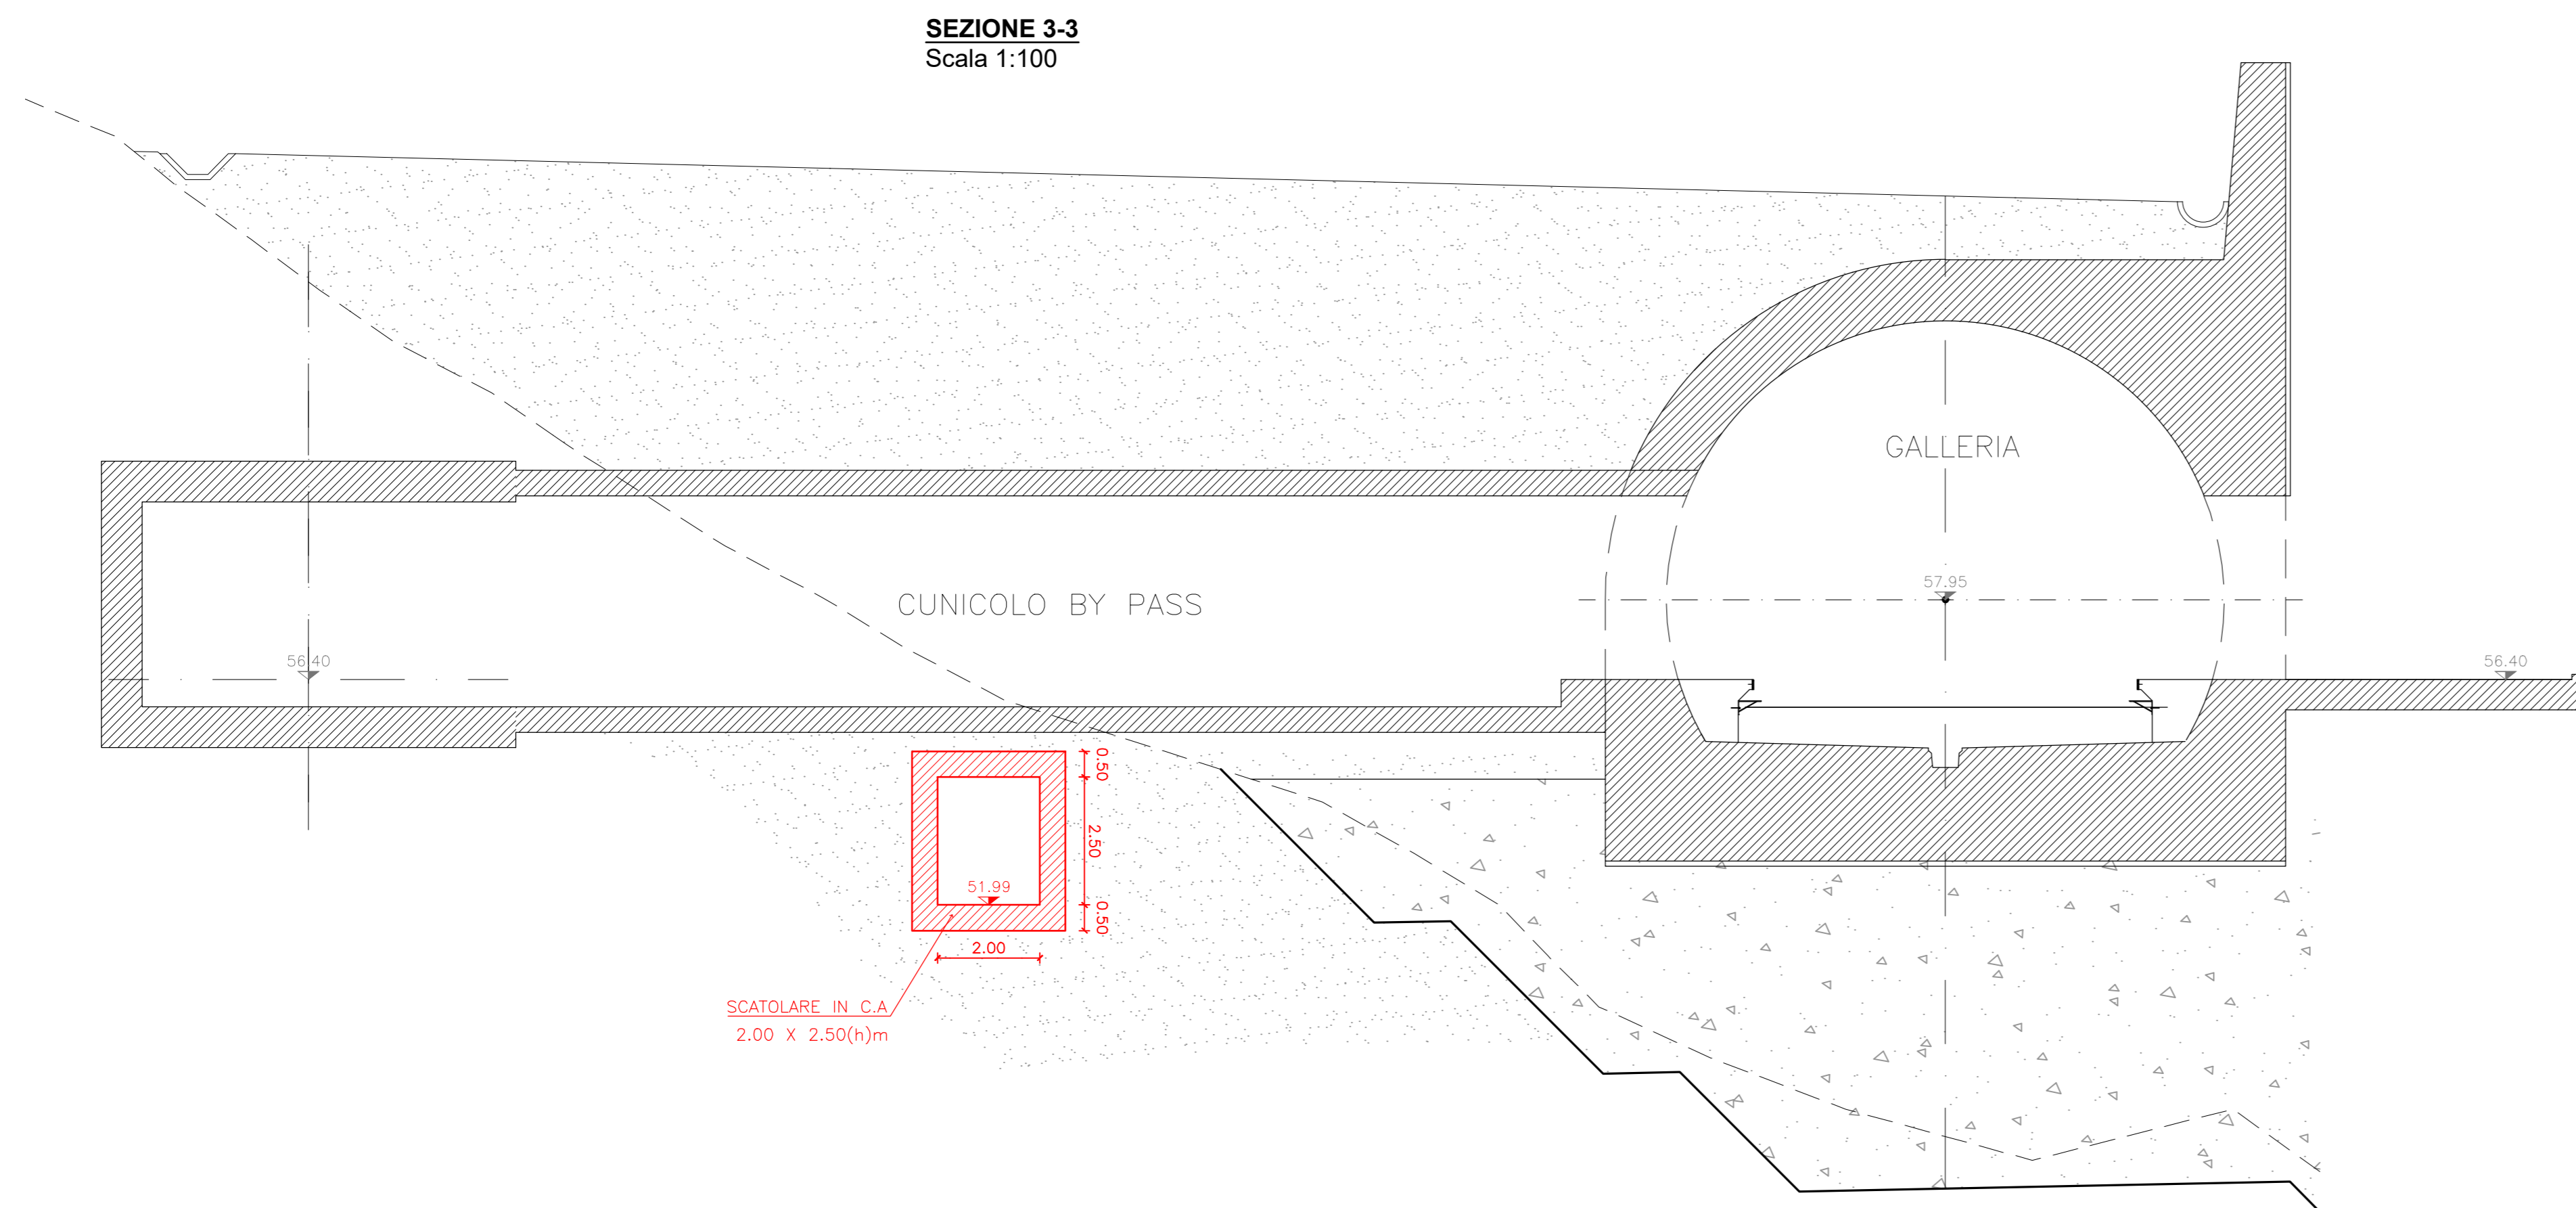 SEZIONE 3-3
Scala 1:100
GALLERIA
57.95
CUNICOLO BY PASS
56.40
56.40
0.50
2.50
51.99
0.50
2.00
SCATOLARE IN C.A
2.00 X 2.50(h)m